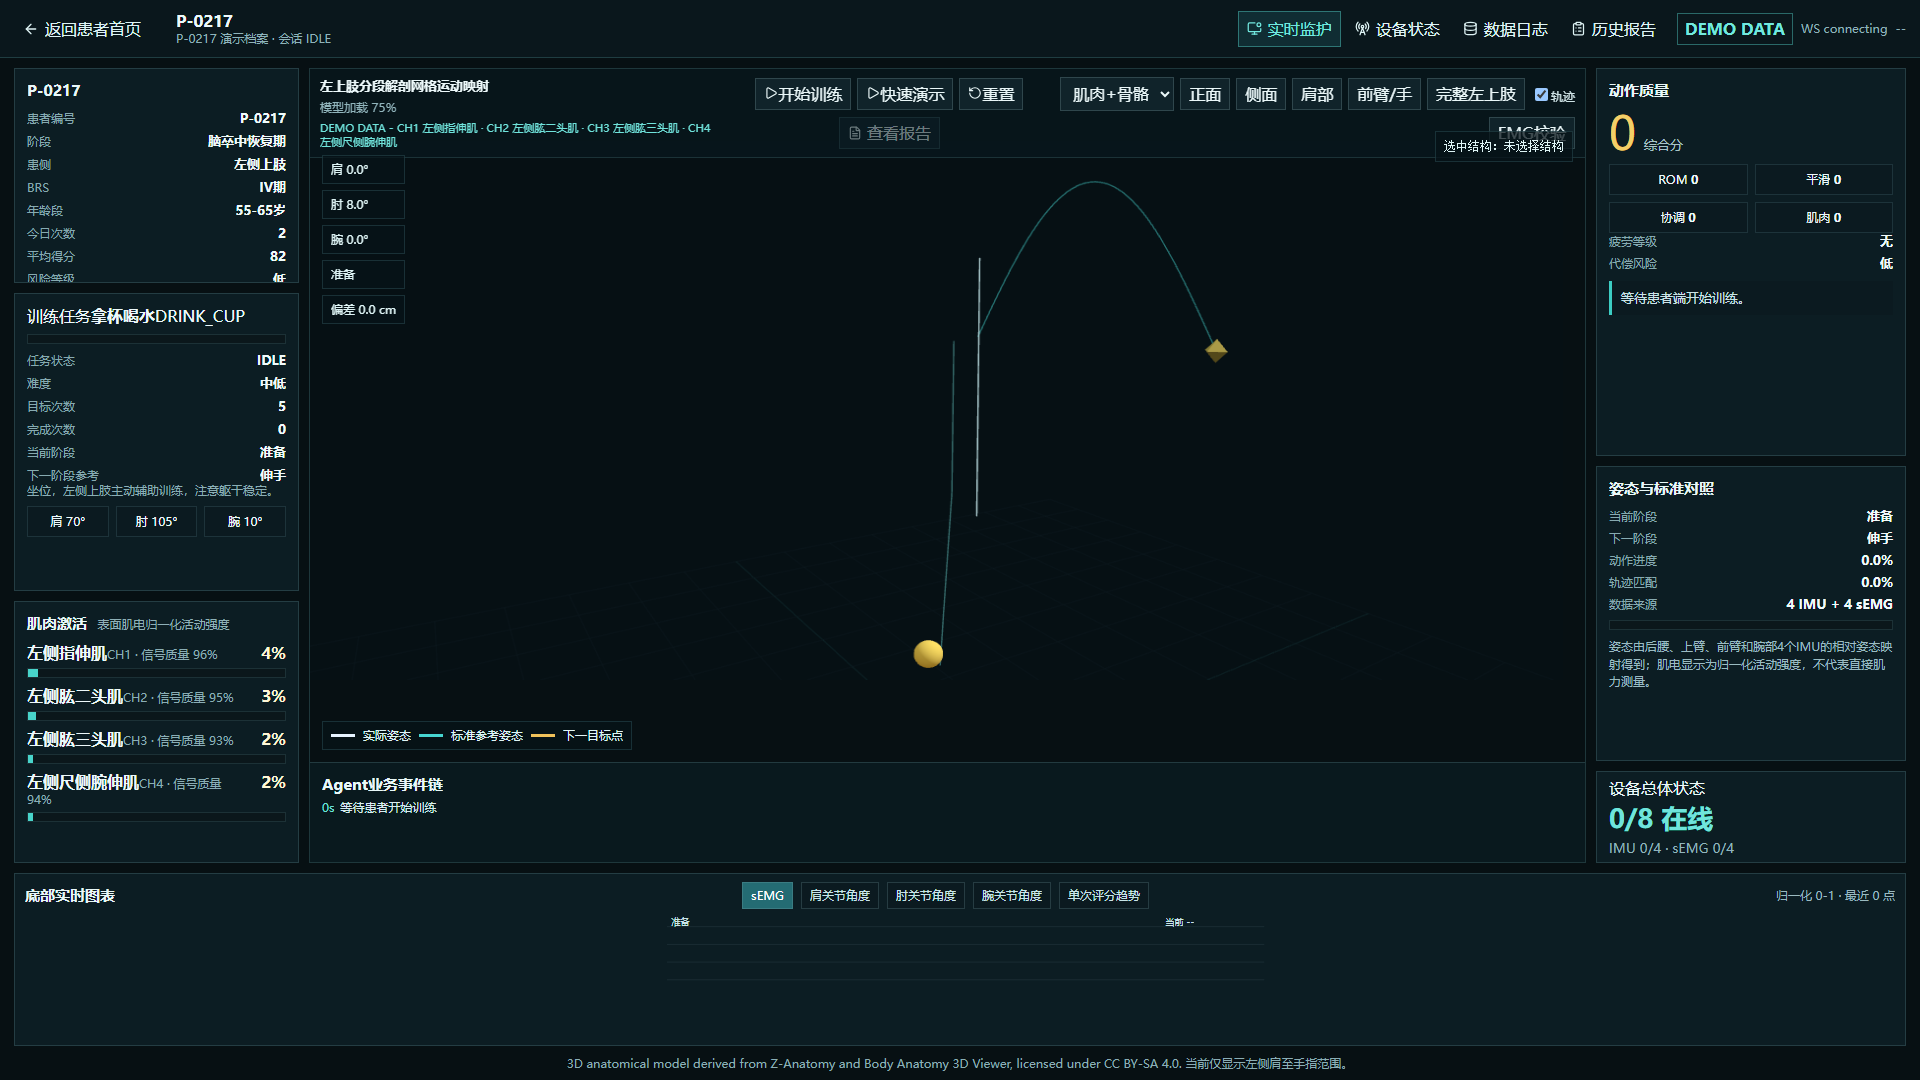 返回患者首页
P-0217
P-0217 演示档案 · 会话 IDLE
实时监护
设备状态
数据日志
历史报告
DEMO DATA
WS connecting --
P-0217
患者编号 P-0217
阶段 脑卒中恢复期
患侧 左侧上肢
BRS IV期
年龄段 55-65岁
今日次数 2
平均得分 82
风险等级 低
训练任务拿杯喝水DRINK_CUP
任务状态 IDLE
难度 中低
目标次数 5
完成次数 0
当前阶段 准备
下一阶段参考 伸手
坐位，左侧上肢主动辅助训练，注意躯干稳定。
肩 70° 肘 105° 腕 10°
肌肉激活 表面肌电归一化活动强度
左侧指伸肌CH1 · 信号质量 96% 4%
左侧肱二头肌CH2 · 信号质量 95% 3%
左侧肱三头肌CH3 · 信号质量 93% 2%
左侧尺侧腕伸肌CH4 · 信号质量 2%
94%
左上肢分段解剖网格运动映射
模型加载 75%
DEMO DATA - CH1 左侧指伸肌 · CH2 左侧肱二头肌 · CH3 左侧肱三头肌 · CH4
左侧尺侧腕伸肌
开始训练 快速演示 重置
肌肉+骨骼 正面 侧面 肩部 前臂/手 完整左上肢 轨迹
查看报告
EMG校验
选中结构：未选择结构
肩 0.0°
肘 8.0°
腕 0.0°
准备
偏差 0.0 cm
实际姿态 标准参考姿态 下一目标点
Agent业务事件链
0s 等待患者开始训练
动作质量
0 综合分
ROM 0 平滑 0
协调 0 肌肉 0
疲劳等级 无
代偿风险 低
等待患者端开始训练。
姿态与标准对照
当前阶段 准备
下一阶段 伸手
动作进度 0.0%
轨迹匹配 0.0%
数据来源 4 IMU + 4 sEMG
姿态由后腰、上臂、前臂和腕部4个IMU的相对姿态映
射得到；肌电显示为归一化活动强度，不代表直接肌
力测量。
设备总体状态
0/8 在线
IMU 0/4 · sEMG 0/4
底部实时图表
sEMG 肩关节角度 肘关节角度 腕关节角度 单次评分趋势
归一化 0-1 · 最近 0 点
准备 当前 --
3D anatomical model derived from Z-Anatomy and Body Anatomy 3D Viewer, licensed under CC BY-SA 4.0. 当前仅显示左侧肩至手指范围。